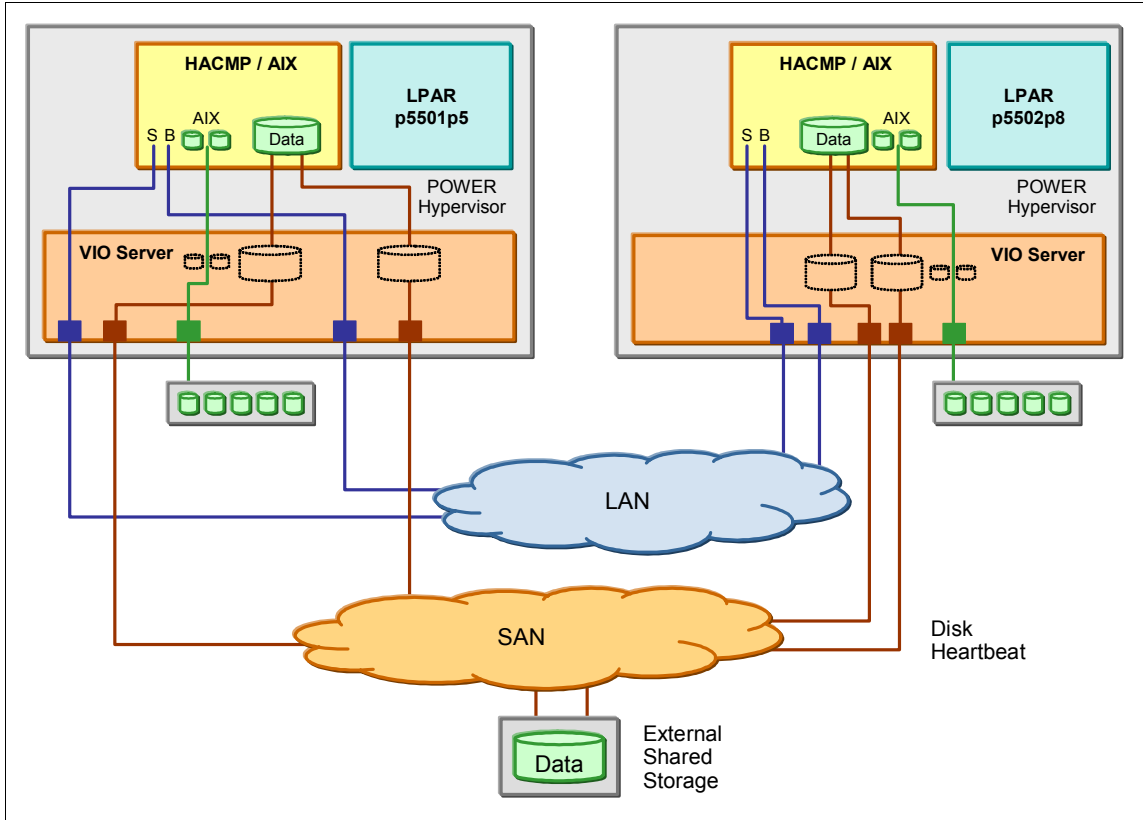 HACMP / AIX
LPAR
p5501p5
AIX
S B
Data
POWER
Hypervisor
VIO Server
HACMP / AIX
LPAR
p5502p8
AIX
S B
Data
POWER
Hypervisor
VIO Server
LAN
SAN
Disk
Heartbeat
Data
External
Shared
Storage